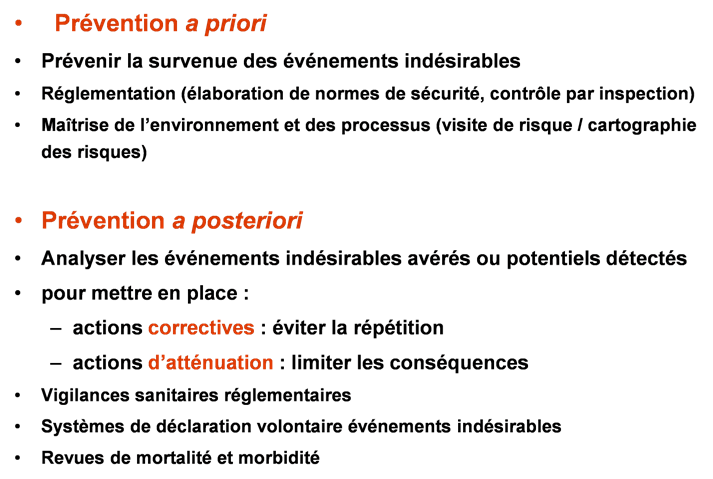 • Prévention a priori
• Prévenir la survenue des événements indésirables
• Réglementation (élaboration de normes de sécurité, contrôle par inspection)
• Maîtrise de l’environnement et des processus (visite de risque / cartographie
des risques)
• Prévention a posteriori
• Analyser les événements indésirables avérés ou potentiels détectés
• pour mettre en place :
– actions correctives : éviter la répétition
– actions d’atténuation : limiter les conséquences
• Vigilances sanitaires réglementaires
• Systèmes de déclaration volontaire événements indésirables
• Revues de mortalité et morbidité